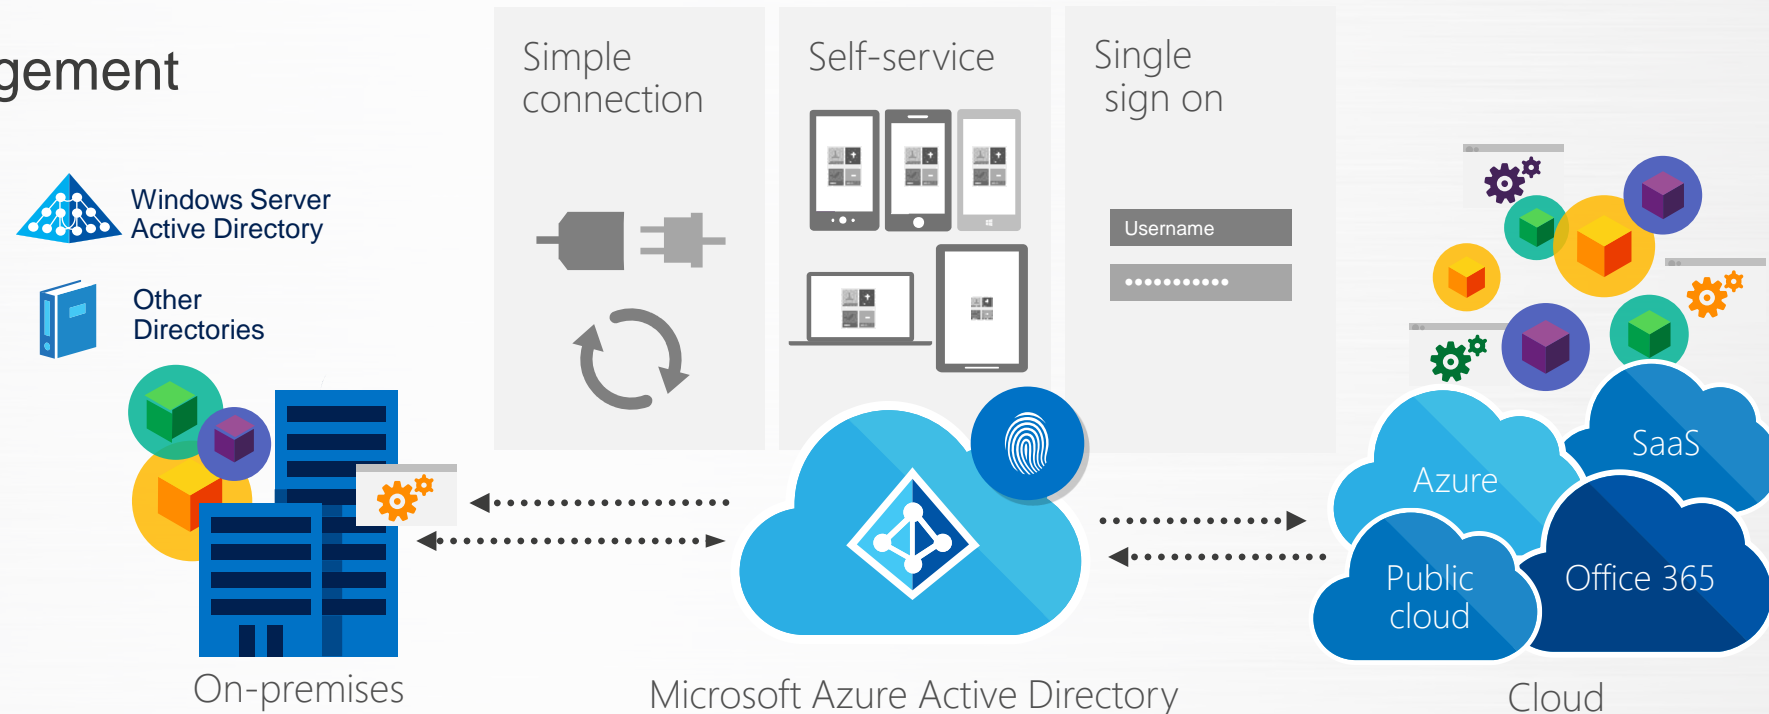 gement
Simple
connection
Self-service
Single
sign on
Windows Server
Active Directory
Other
Directories
Username
SaaS
Azure
Public
cloud
Office 365
On-premises
Microsoft Azure Active Directory
Cloud